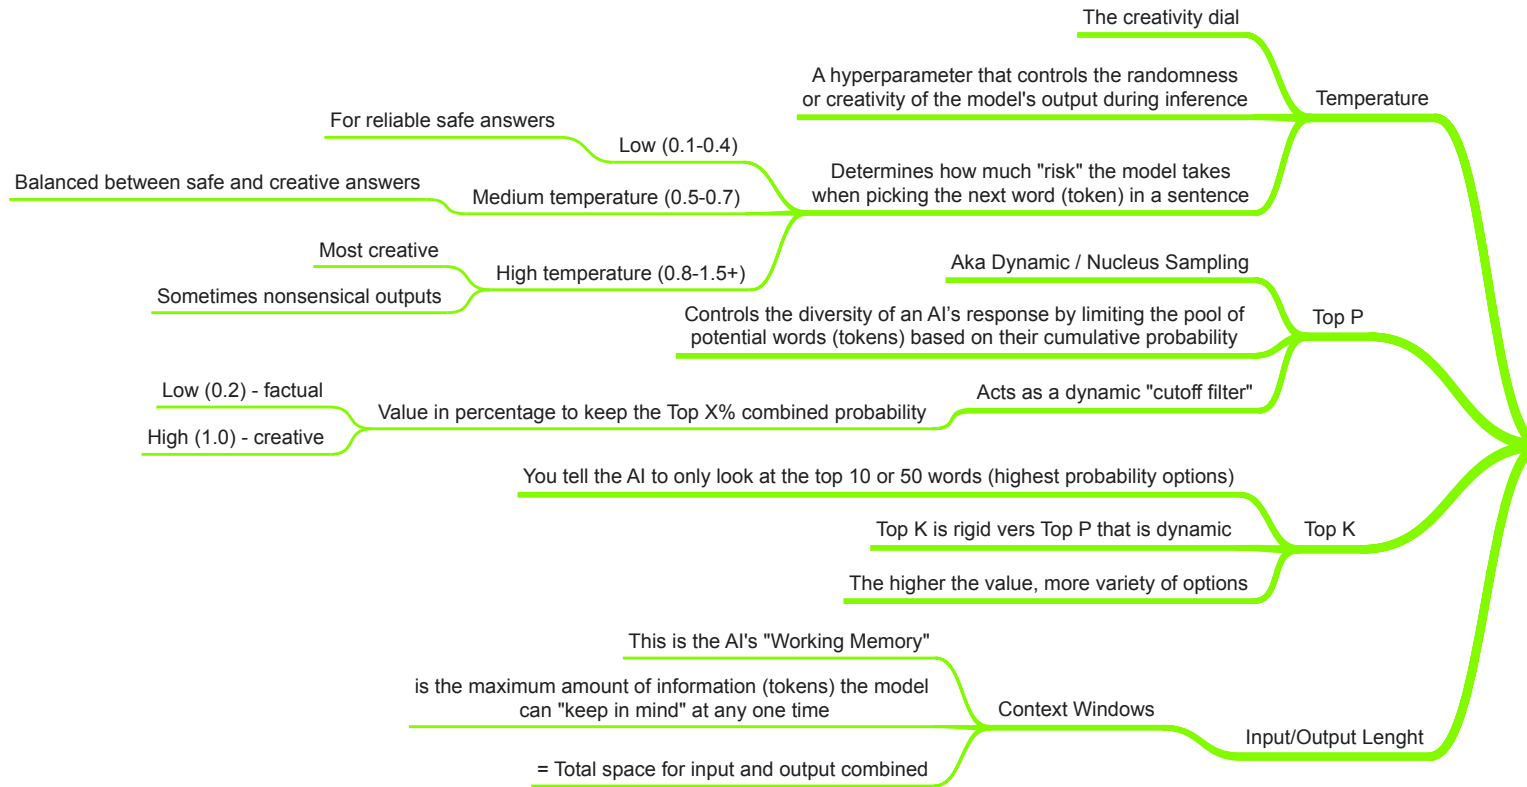 The creativity dial
A hyperparameter that controls the randomness
or creativity of the model's output during inference
Temperature
For reliable safe answers
Low (0.1-0.4)
Balanced between safe and creative answers
Medium temperature (0.5-0.7)
Determines how much "risk" the model takes
when picking the next word (token) in a sentence
Most creative
Sometimes nonsensical outputs
High temperature (0.8-1.5+)
Aka Dynamic / Nucleus Sampling
Controls the diversity of an AI’s response by limiting the pool of
potential words (tokens) based on their cumulative probability
Top P
Low (0.2) - factual
High (1.0) - creative
Value in percentage to keep the Top X% combined probability
Acts as a dynamic "cutoff filter"
You tell the AI to only look at the top 10 or 50 words (highest probability options)
Top K is rigid vers Top P that is dynamic
Top K
The higher the value, more variety of options
This is the AI's "Working Memory"
is the maximum amount of information (tokens) the model
can "keep in mind" at any one time
Context Windows
= Total space for input and output combined
Input/Output Lenght